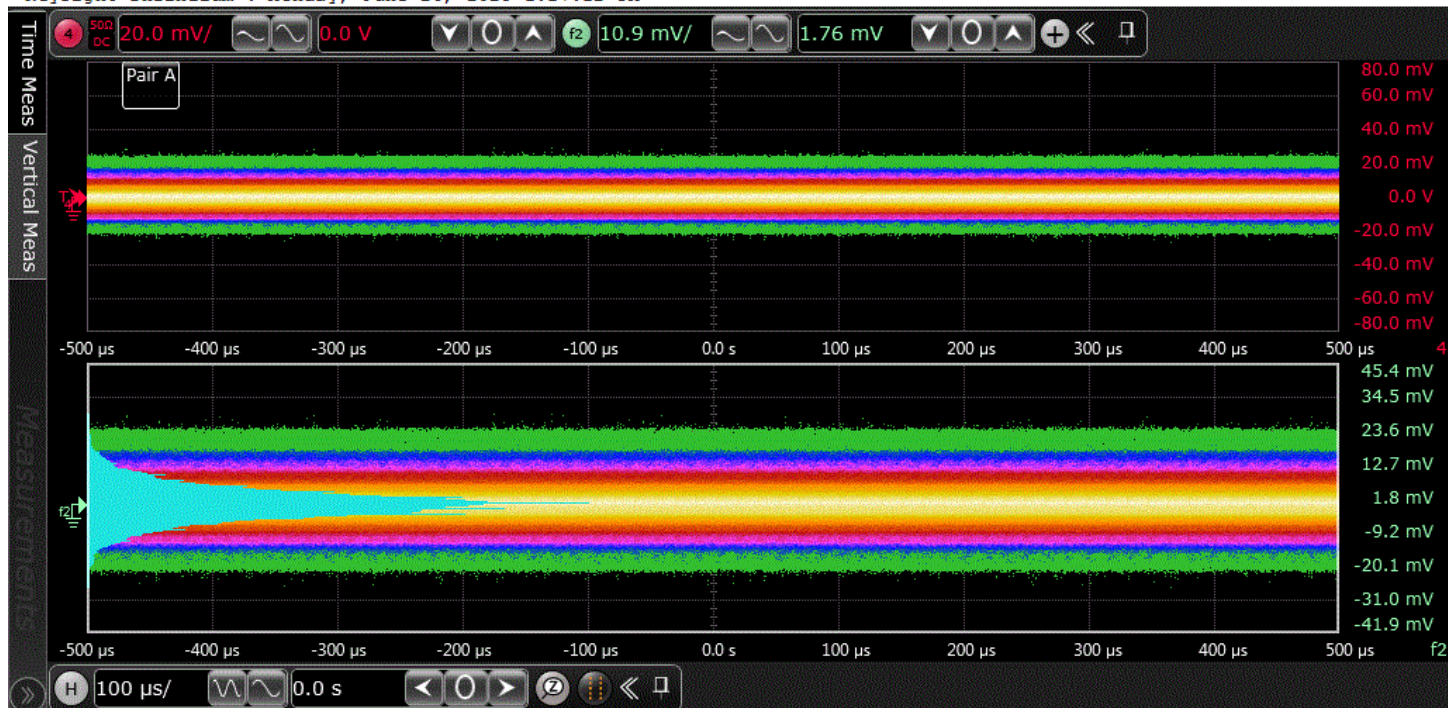 4 50Ω DC 20.0 mV/ 0.0 V f2 10.9 mV/ 1.76 mV
Time Meas
Vertical Meas
Measurements
Pair A
80.0 mV
60.0 mV
40.0 mV
20.0 mV
0.0 V
-20.0 mV
-40.0 mV
-60.0 mV
-80.0 mV
-500 µs -400 µs -300 µs -200 µs -100 µs 0.0 s 100 µs 200 µs 300 µs 400 µs 500 µs 4
45.4 mV
34.5 mV
23.6 mV
12.7 mV
f2 1.8 mV
-9.2 mV
-20.1 mV
-31.0 mV
-41.9 mV
-500 µs -400 µs -300 µs -200 µs -100 µs 0.0 s 100 µs 200 µs 300 µs 400 µs 500 µs f2
H 100 µs/ 0.0 s Z